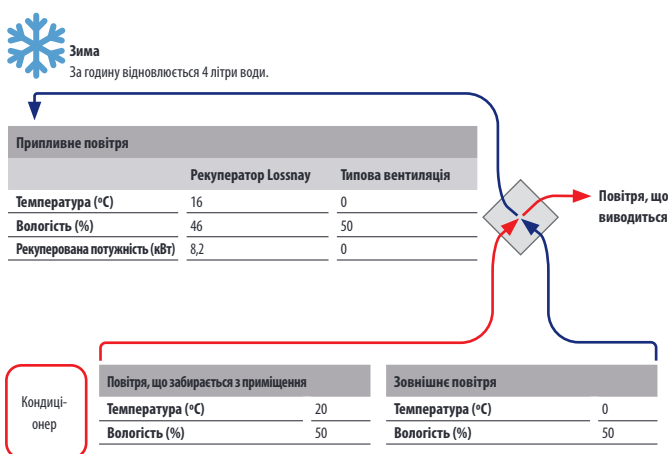 Зима
За годину відновлюється 4 літри води.
Припливне повітря
Рекуператор Lossnay Типова вентиляція
Температура (ºC) 16 0
Вологість (%) 46 50
Рекуперована потужність (кВт) 8,2 0
Повітря, що
виводиться
Кондиці-
онер
Повітря, що забирається з приміщення
Температура (ºC) 20
Вологість (%) 50
Зовнішнє повітря
Температура (ºC) 0
Вологість (%) 50